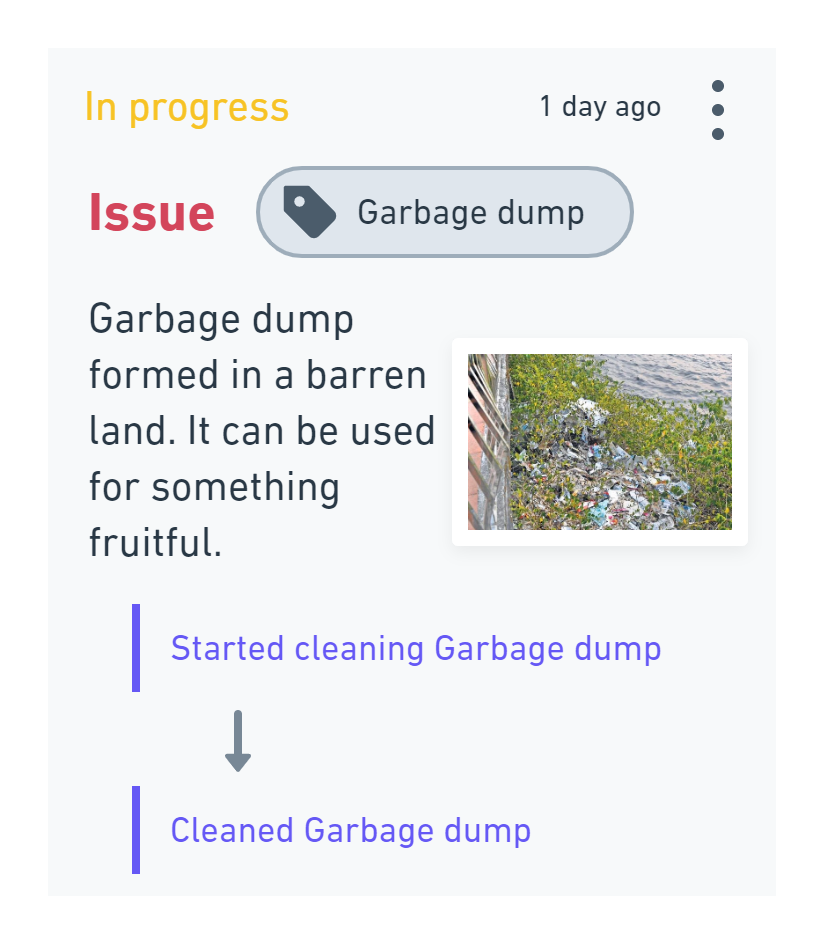 In progress
1 day ago
Issue
Garbage dump
Garbage dump
formed in a barren
land. It can be used
for something
fruitful.
Started cleaning Garbage dump
Cleaned Garbage dump